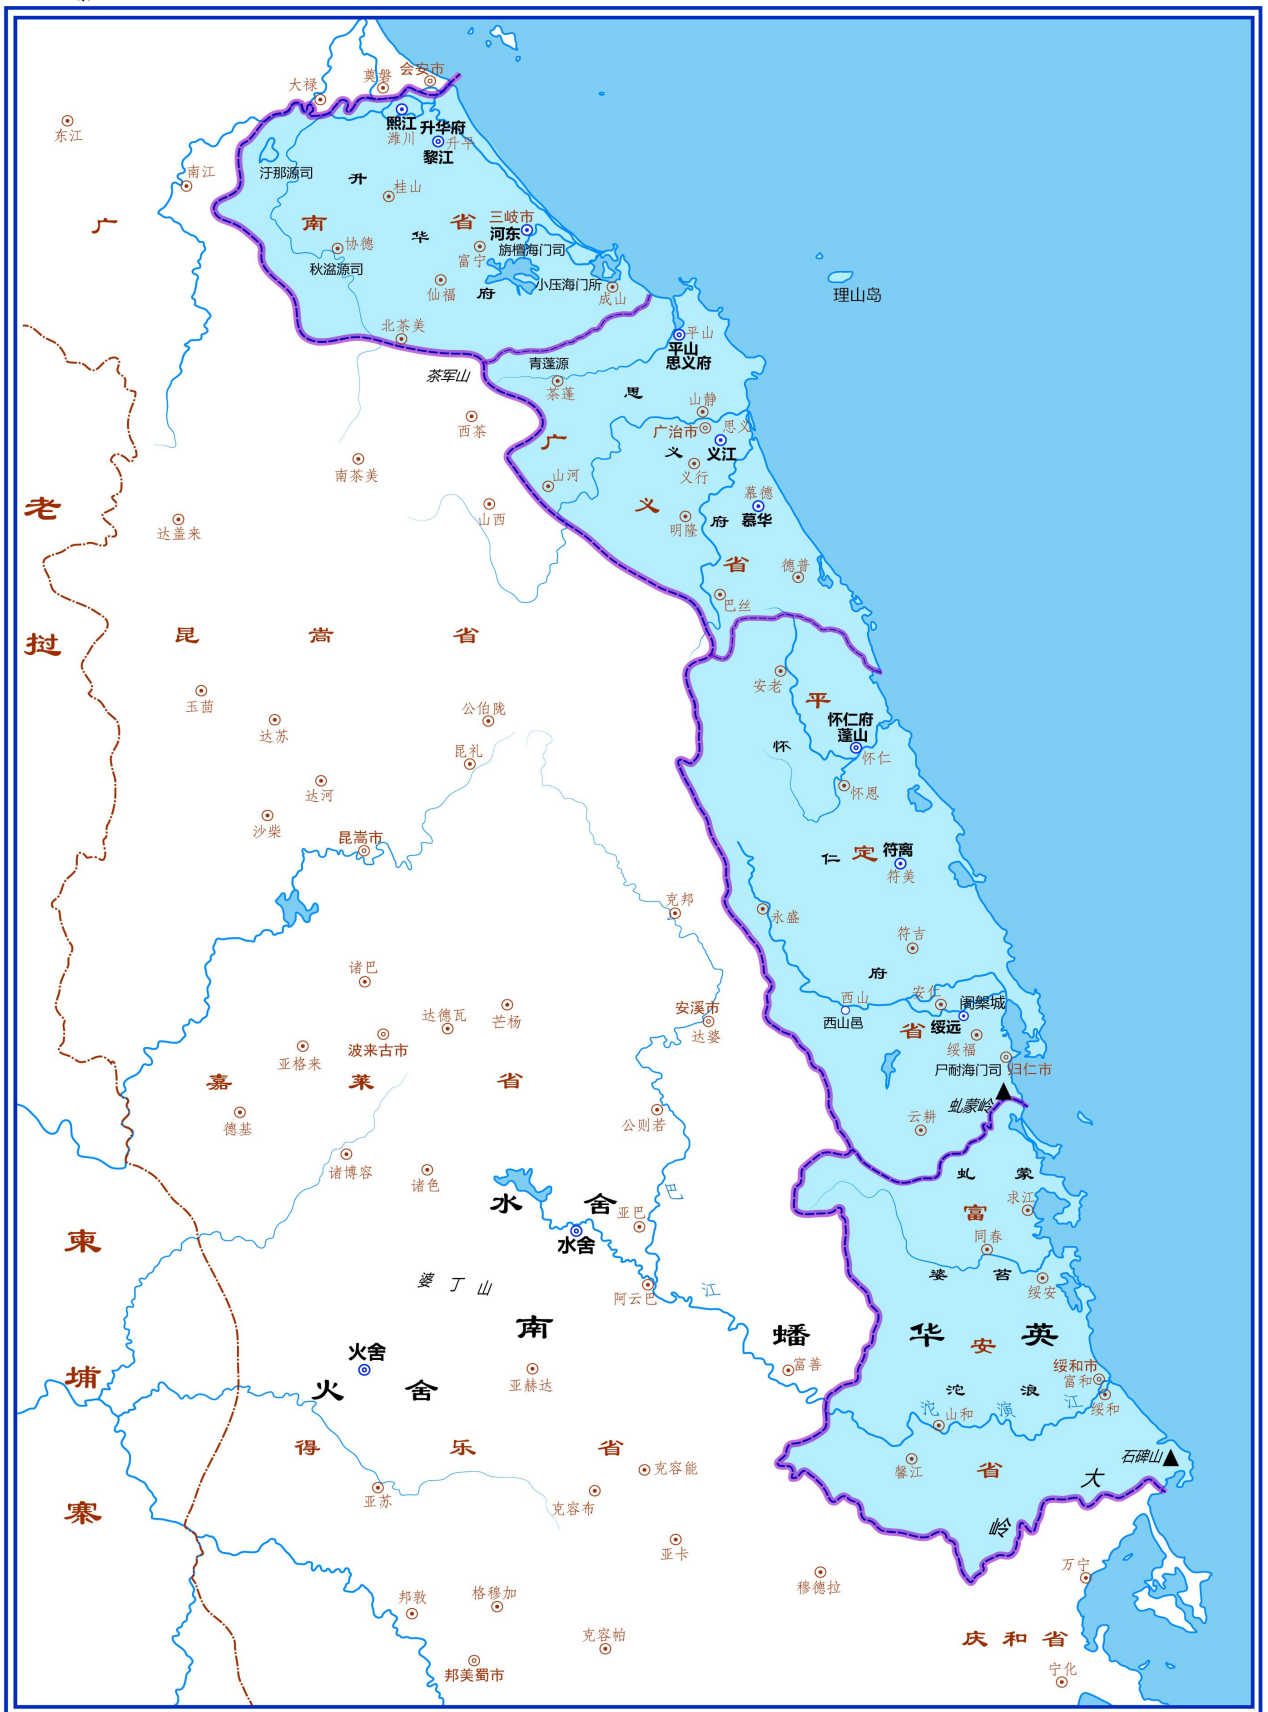 会安市
奠磐
大禄
东江
熙江
升华府
潍川
升平
黎江
南江
汙那源司
升
桂山
广
南
省
三岐市
华
河东
协德
旃檀海门司
富宁
秋湓源司
小压海门所
仙福
府
成山
理山岛
北茶美
平山
平山
思义府
青蓬源
茶军山
茶蓬
思
山静
西茶
广治市
思义
广
义
义江
南茶美
山河
义行
慕德
老
义
山西
慕华
府
明隆
达盖来
省
德普
巴丝
昆
嵩
省
挝
安老
平
玉茴
公伯陇
怀仁府
达苏
蓬山
怀
昆礼
怀仁
达河
怀恩
沙柴
昆嵩市
仁
定
符离
符美
克邦
永盛
符吉
诸巴
府
西山
安仁
阇槃城
达德瓦
芒杨
安溪市
西山邑
省
绥远
达婆
波来古市
绥福
亚格来
尸耐海门司
归仁市
嘉
莱
省
虬蒙岭
德基
公则若
云耕
诸博容
诸色
虬
蒙
巴
水
舍
求江
亚巴
富
水舍
同春
婆
苔
婆丁山
阿云巴
江
绥安
南
蟠
华
安
英
火舍
富善
绥和市
富和
火
舍
亚赫达
沱
浪
沱
演
江
绥和
山和
得
乐
省
石碑山
克容能
馨江
省
大
亚苏
克容布
岭
柬
埔
寨
亚卡
万宁
穆德拉
邦敦
格穆加
克容帕
庆和省
邦美蜀市
宁化